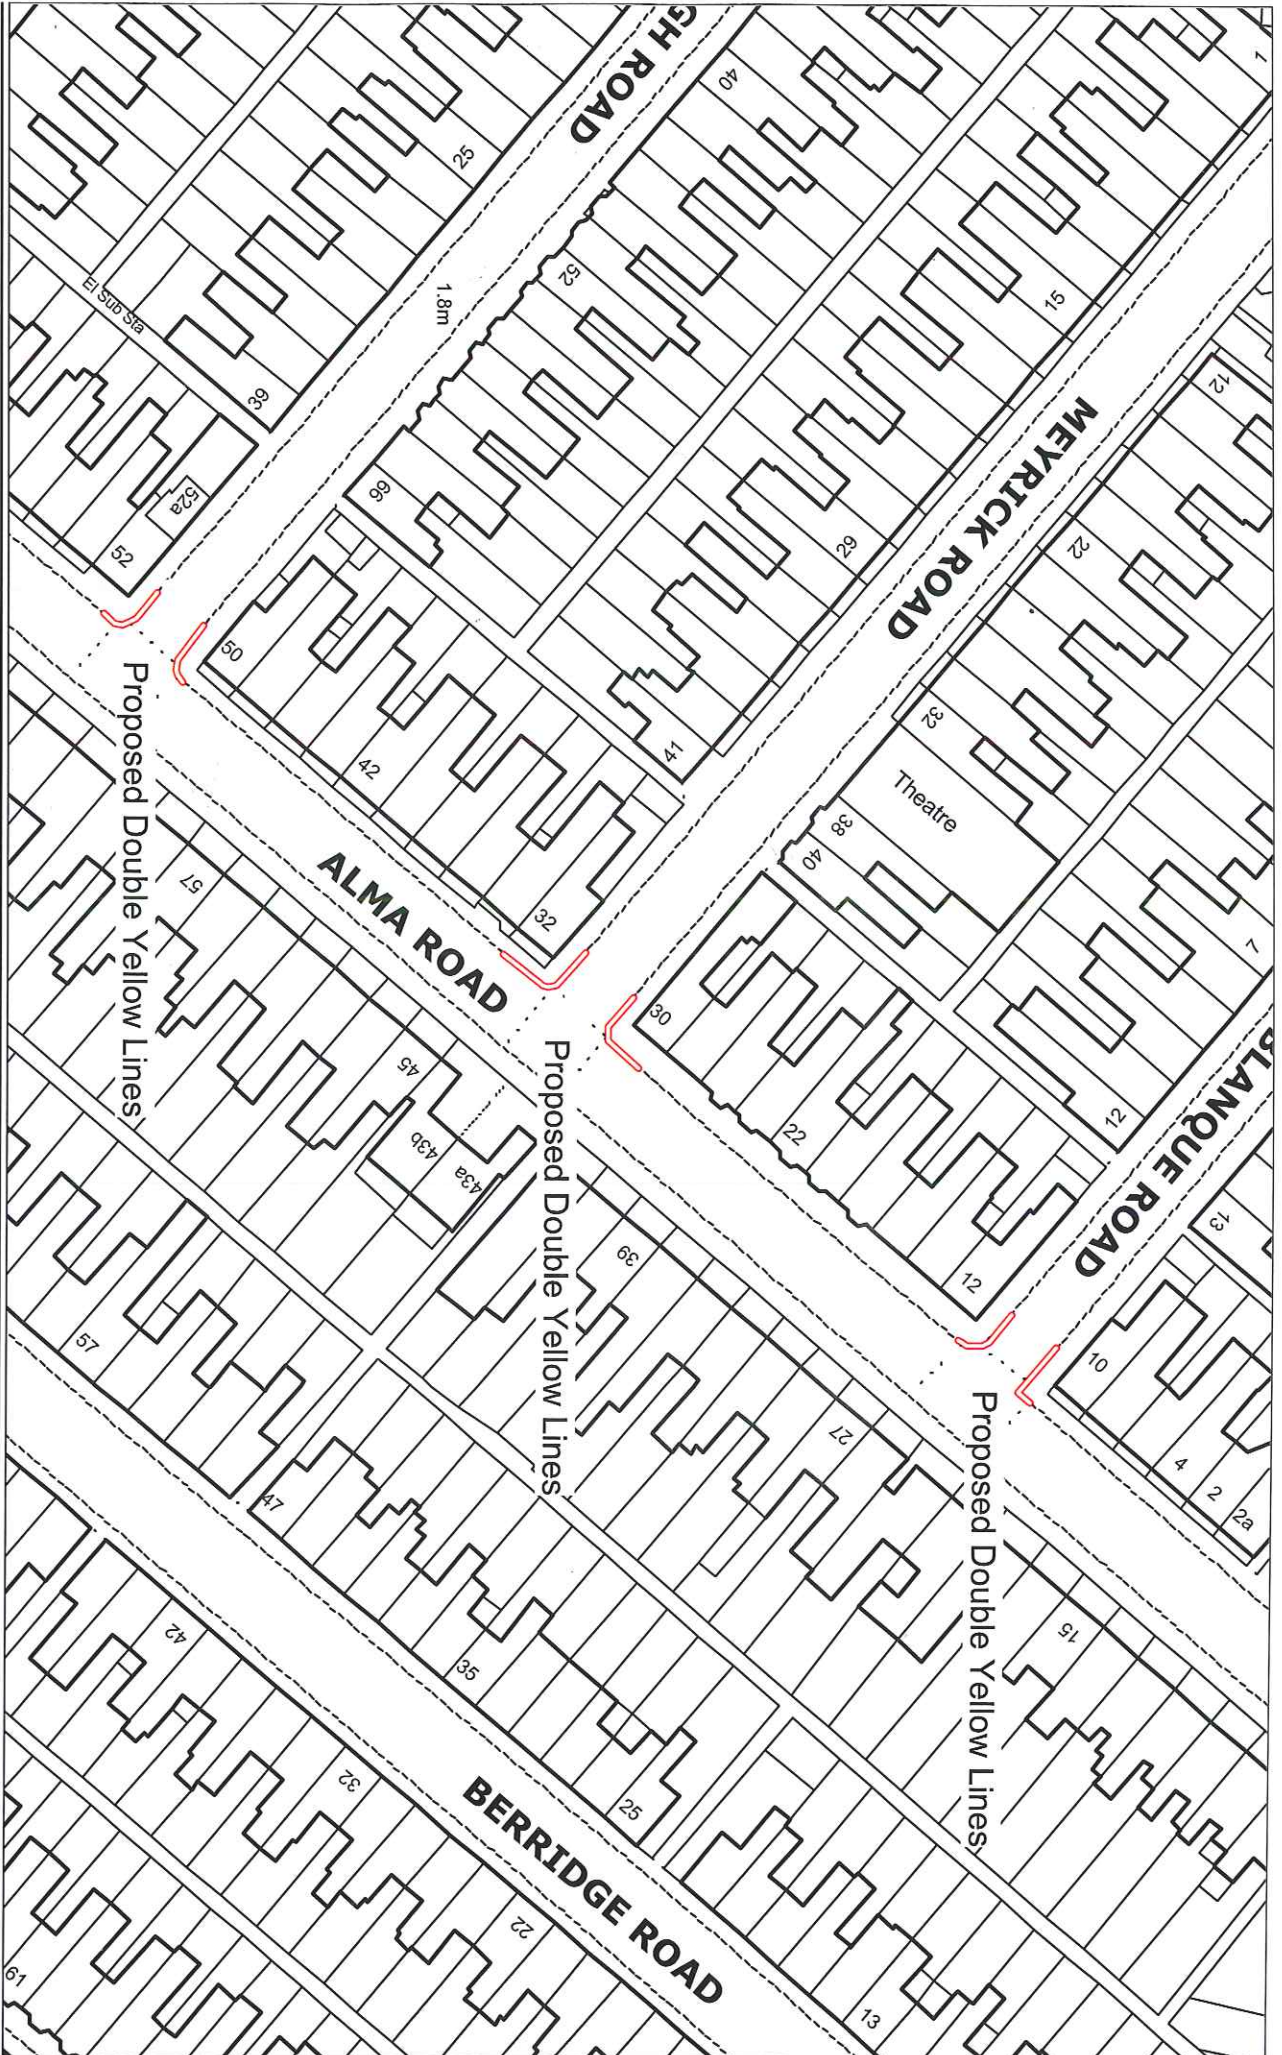 GH ROAD
MEYRICK ROAD
BLANQUE ROAD
ALMA ROAD
BERRIDGE ROAD
Proposed Double Yellow Lines
Proposed Double Yellow Lines
Proposed Double Yellow Lines
El Sub Sta
Theatre
1.8m
25
39
40
52
66
1
15
29
41
12
22
32
38
40
7
12
13
52a
52
50
42
32
30
22
12
10
4
2
2a
57
45
43b
43a
39
27
15
57
47
35
25
13
42
32
22
61